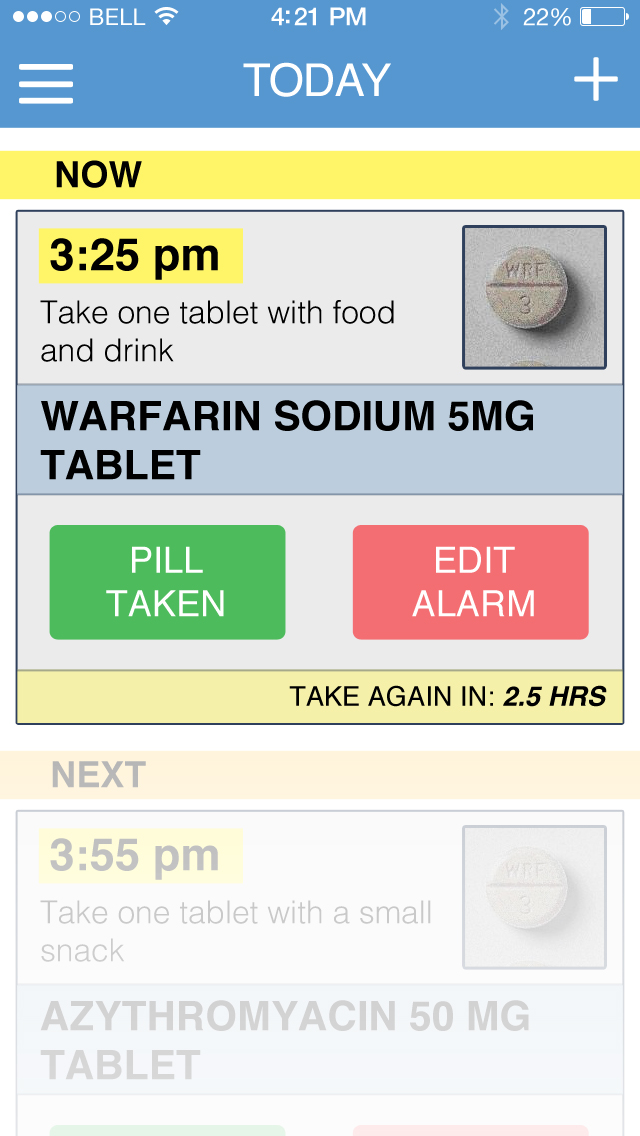 BELL
4:21 PM
22%
TODAY
NOW
3:25 pm
WRF
3
Take one tablet with food
and drink
WARFARIN SODIUM 5MG
TABLET
PILL
TAKEN
EDIT
ALARM
TAKE AGAIN IN: 2.5 HRS
NEXT
3:55 pm
WRF
3
Take one tablet with a small
snack
AZYTHROMYACIN 50 MG
TABLET